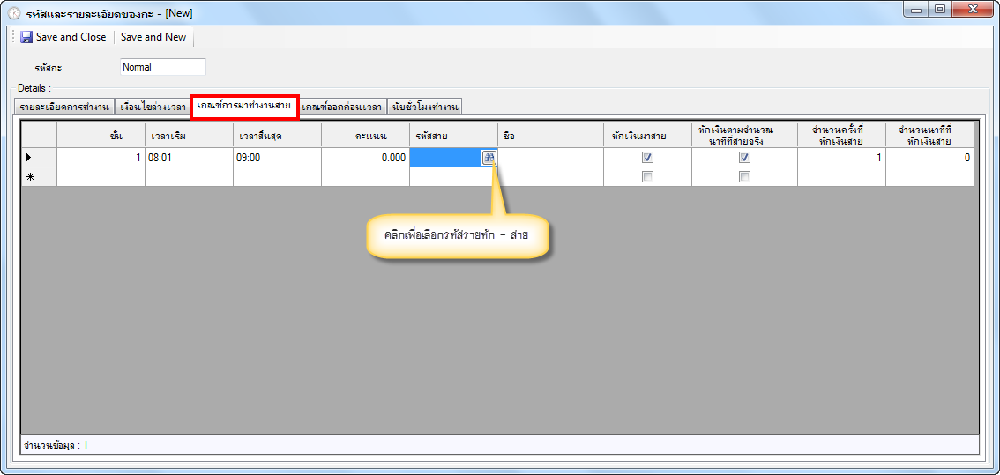 รหัสและรายละเอียดของกะ - [New]
Save and Close Save and New
รหัสกะ Normal
Details :
รายละเอียดการทำงาน เงื่อนไขล่วงเวลา เกณฑ์การมาทำงานสาย เกณฑ์ออกก่อนเวลา นับชั่วโมงทำงาน
ขั้น เวลาเริ่ม เวลาสิ้นสุด คะแนน รหัสสาย ชื่อ หักเงินมาสาย หักเงินตามจำนวน จำนวนครั้งที่ จำนวนนาทีที่
นาทีที่สายจริง หักเงินสาย หักเงินสาย
1 08:01 09:00 0.000 1 0
คลิกเพื่อเลือกรหัสรายหัก - สาย
จำนวนข้อมูล : 1